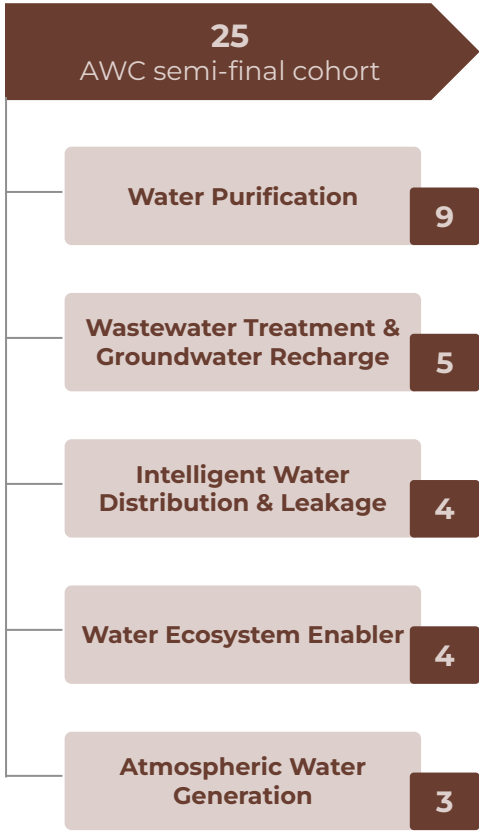 25
AWC semi-final cohort
Water Purification
9
Wastewater Treatment &
Groundwater Recharge
5
Intelligent Water
Distribution & Leakage
4
Water Ecosystem Enabler
4
Atmospheric Water
Generation
3